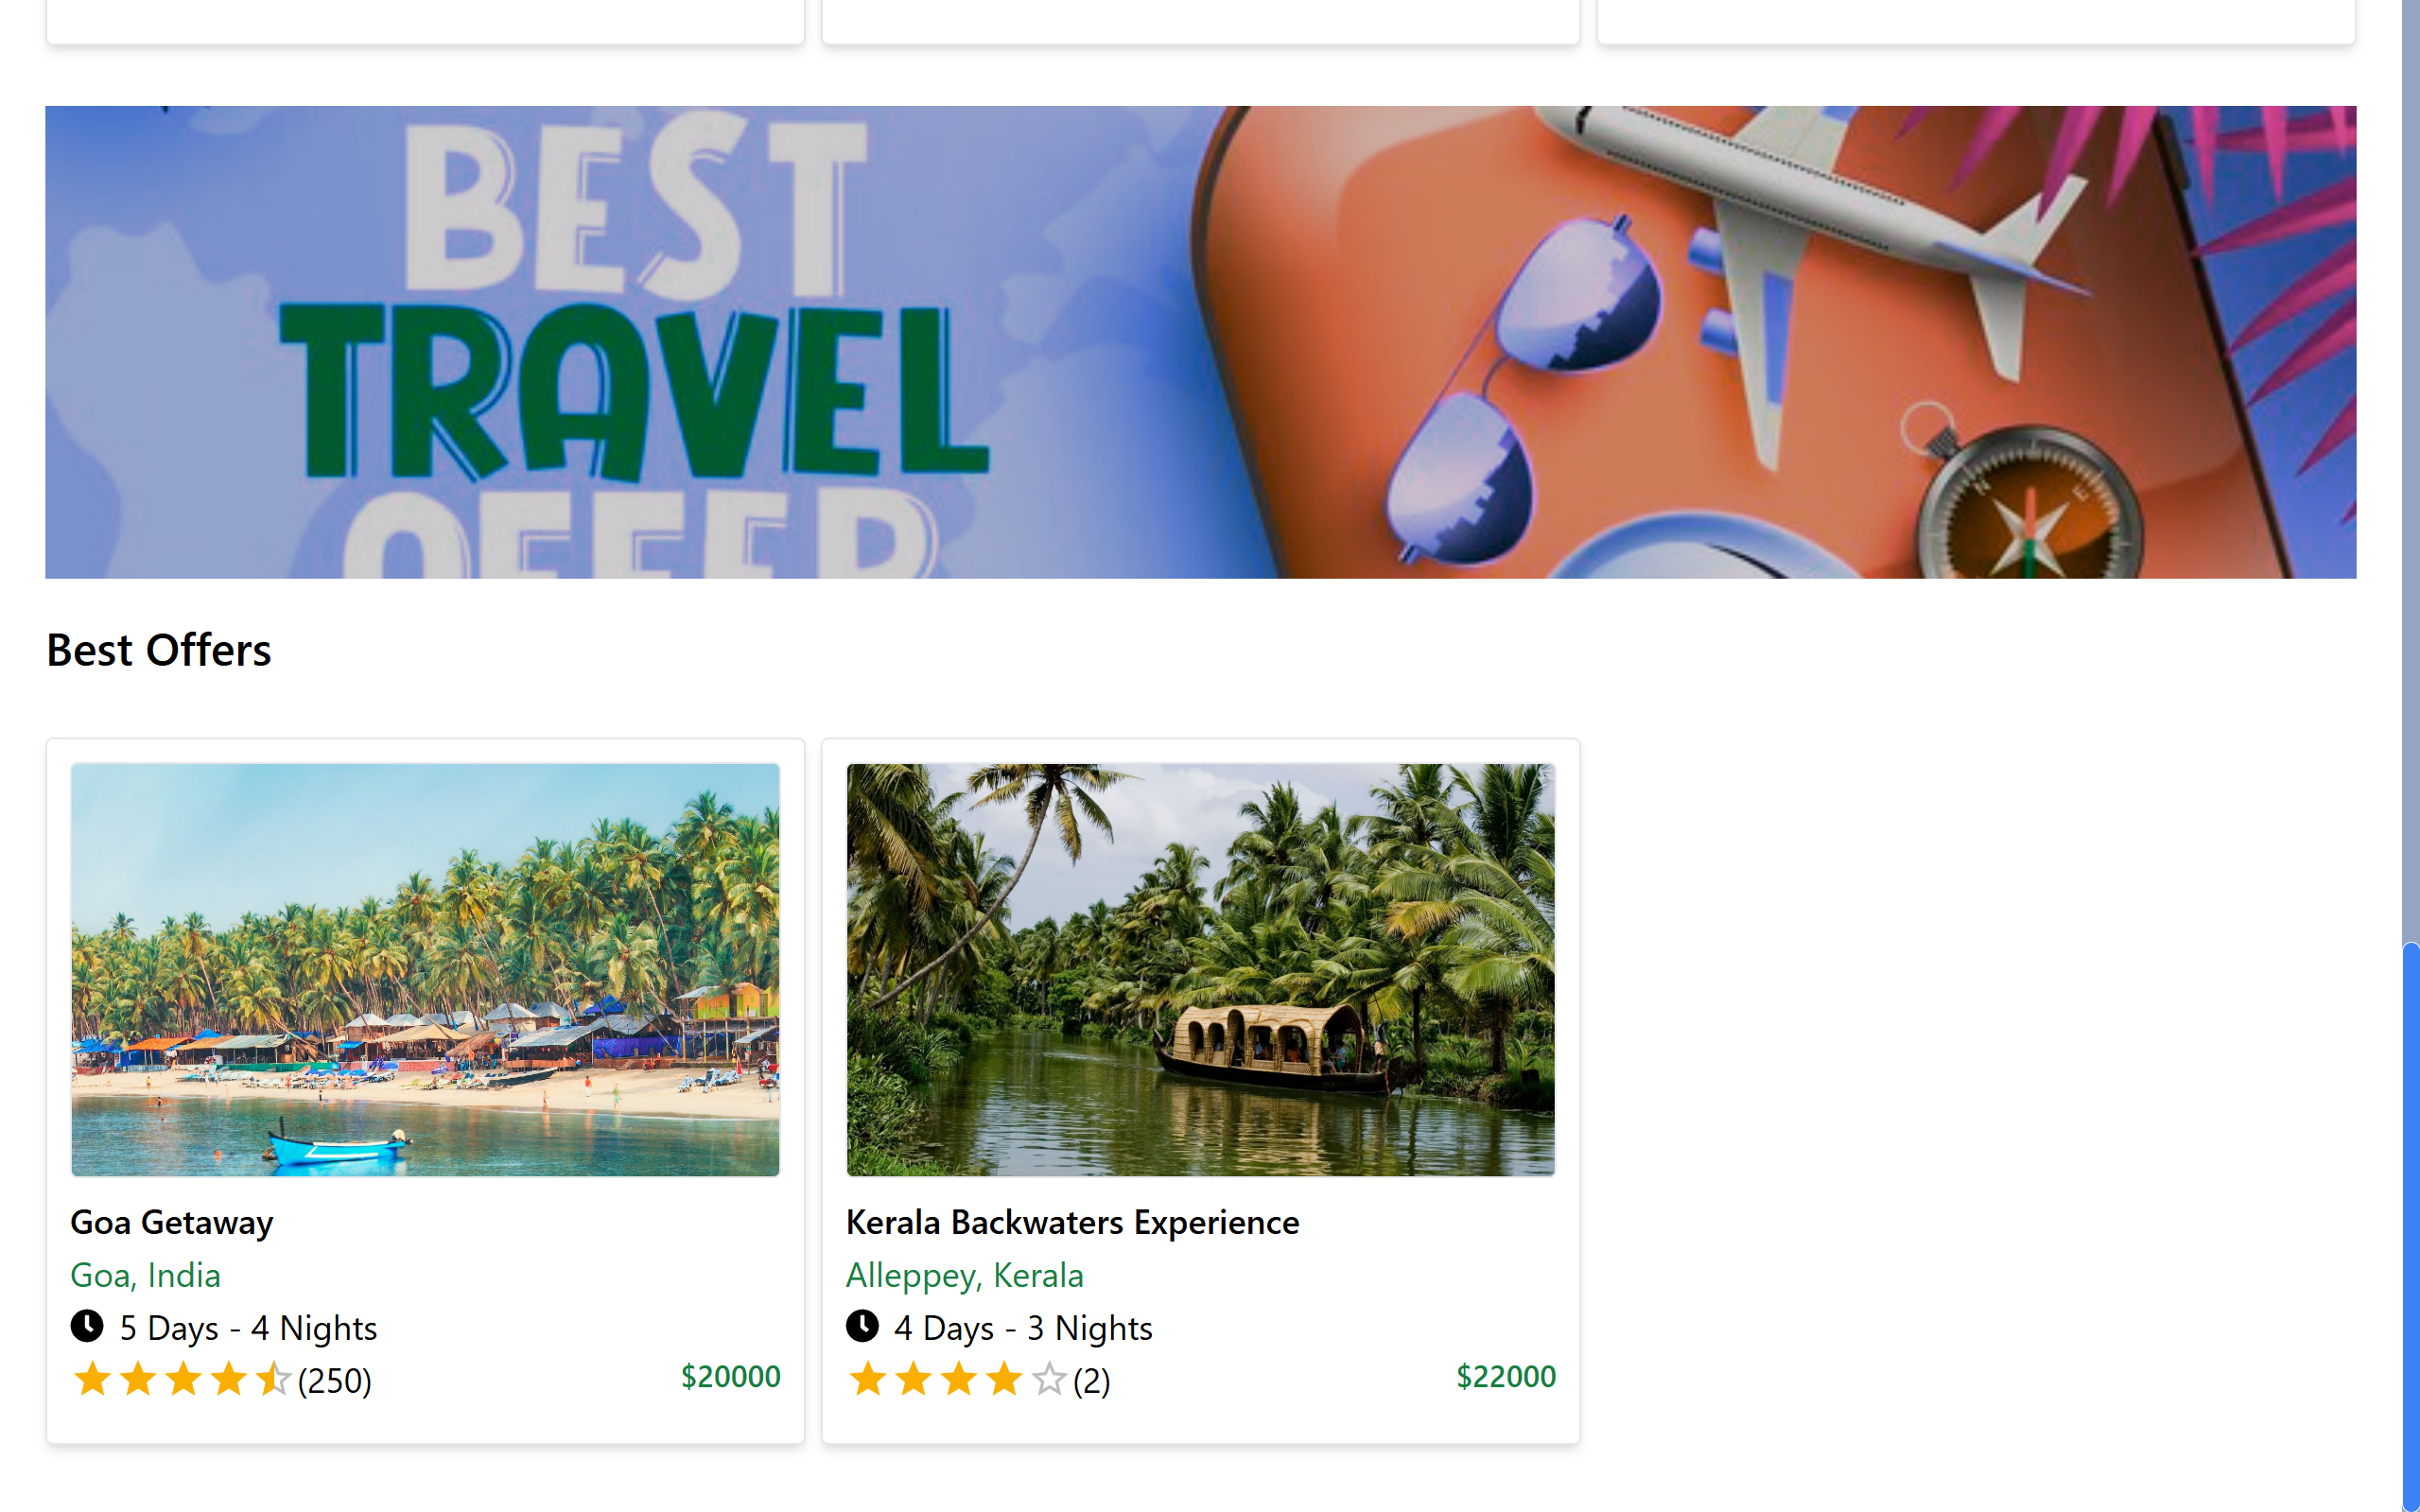 BEST
TRAVEL
OFFER
Best Offers
Goa Getaway
Goa, India
5 Days - 4 Nights
(250)
$20000
Kerala Backwaters Experience
Alleppey, Kerala
4 Days - 3 Nights
(2)
$22000